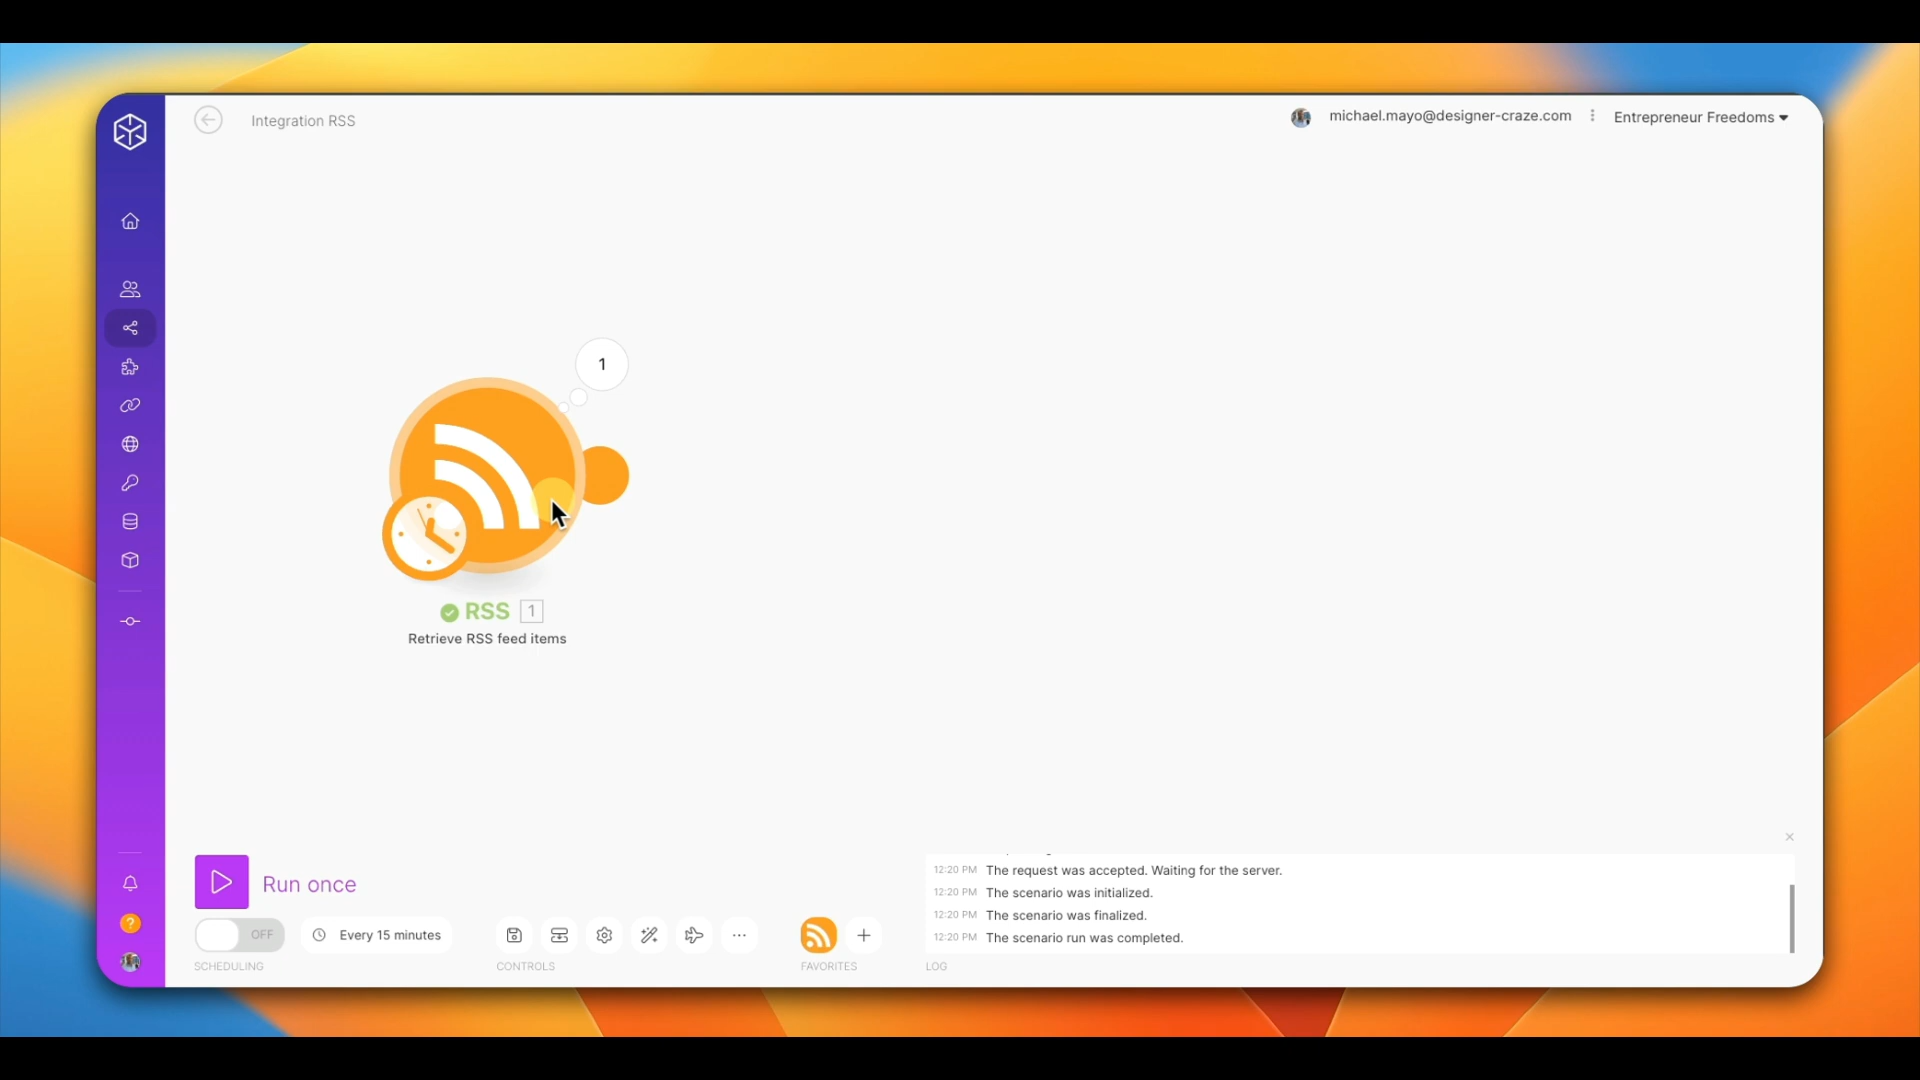 Integration RSS
michael.mayo@designer-craze.com
Entrepreneur Freedoms
1
RSS 1
Retrieve RSS feed items
Run once
12:20 PM The request was accepted. Waiting for the server.
12:20 PM The scenario was initialized.
12:20 PM The scenario was finalized.
12:20 PM The scenario run was completed.
OFF
Every 15 minutes
?
SCHEDULING
CONTROLS
FAVORITES
LOG